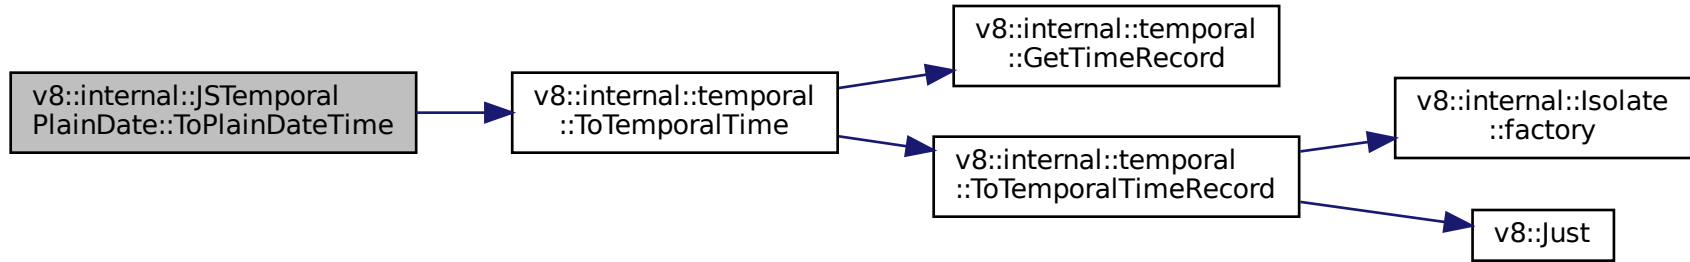 v8::internal::JSTemporal
PlainDate::ToPlainDateTime
v8::internal::temporal
::ToTemporalTime
v8::internal::temporal
::GetTimeRecord
v8::internal::temporal
::ToTemporalTimeRecord
v8::internal::Isolate
::factory
v8::Just